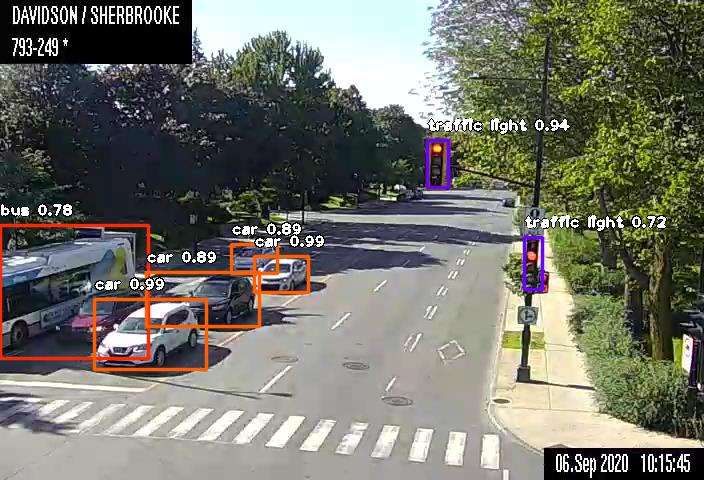 DAVIDSON / SHERBROOKE
793-249 *
traffic light 0.94
bus 0.78
traffic light 0.72
car 0.89
car 0.99
car 0.89
car 0.99
06.Sep 2020 10:15:45